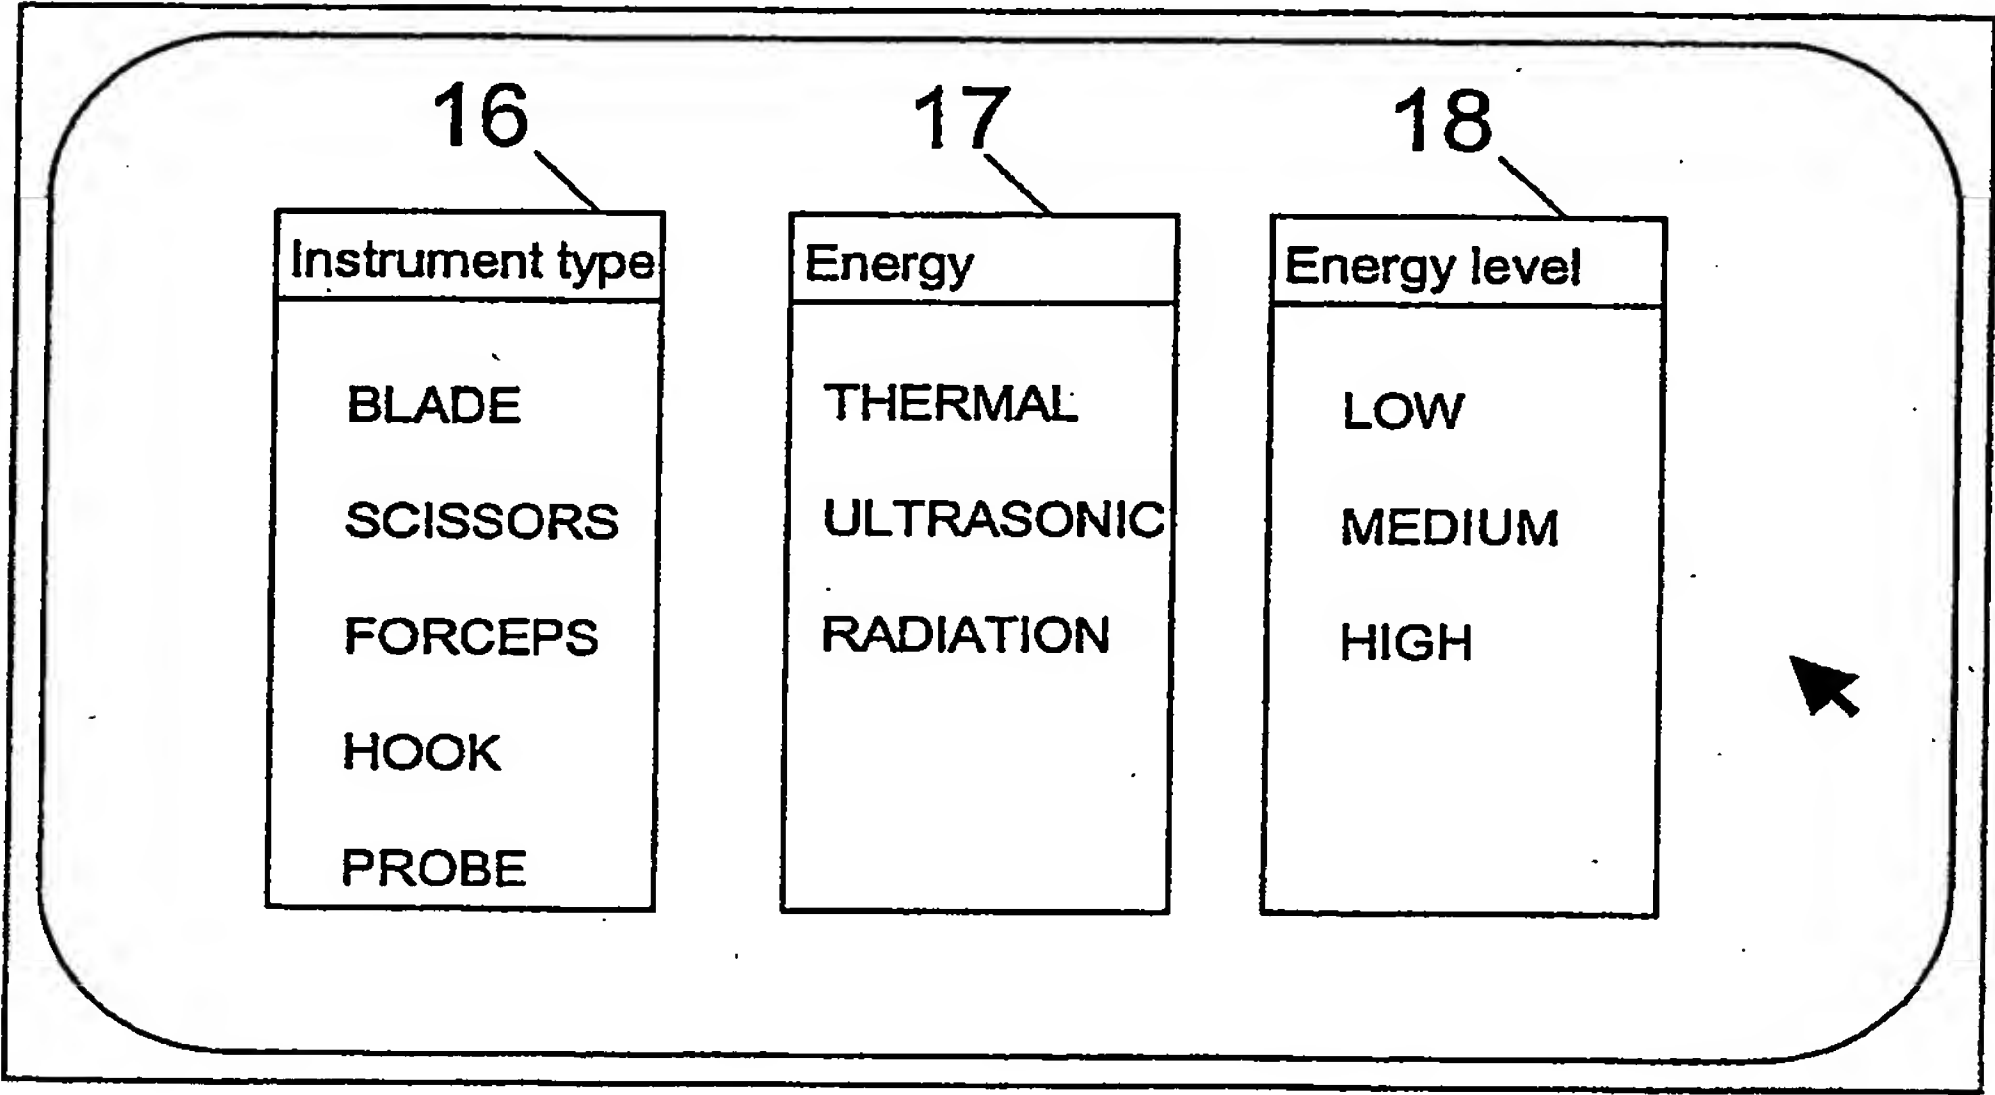 16
17
18
Instrument type
BLADE
SCISSORS
FORCEPS
HOOK
PROBE
Energy
THERMAL
ULTRASONIC
RADIATION
Energy level
LOW
MEDIUM
HIGH